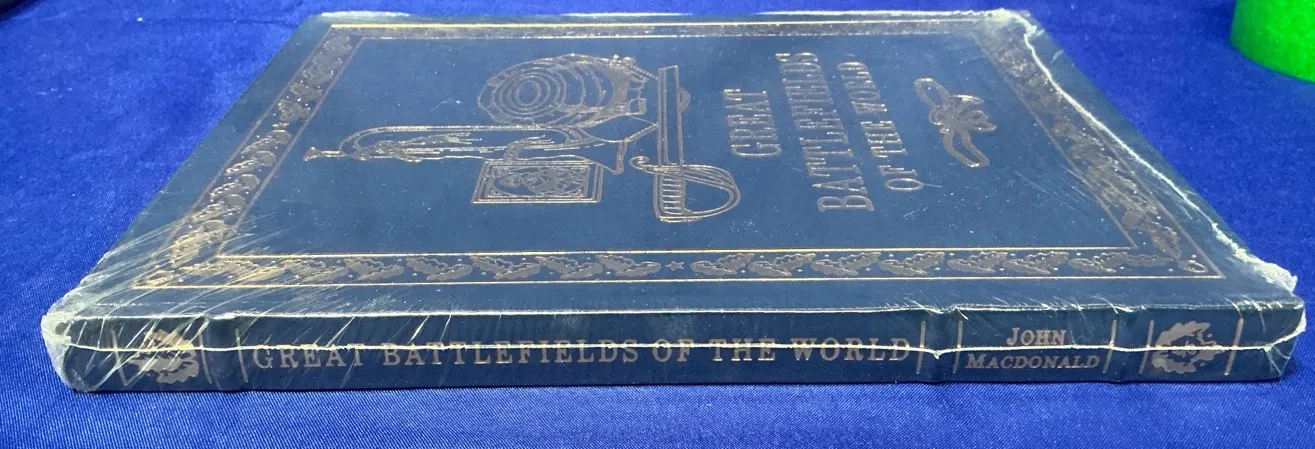 GREAT
BATTLEFIELDS
OF THE WORLD
GREAT BATTLEFIELDS OF THE WORLD
JOHN
MACDONALD